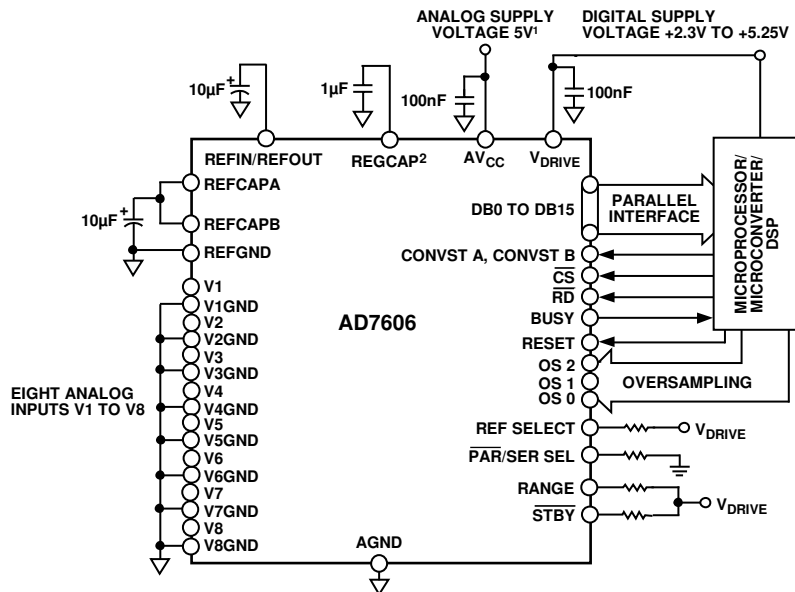 ANALOG SUPPLY
VOLTAGE 5V¹
DIGITAL SUPPLY
VOLTAGE +2.3V TO +5.25V
10µF
+
1µF
100nF
100nF
REFIN/REFOUT
REGCAP²
AVCC
VDRIVE
REFCAPA
10µF
+
REFCAPB
REFGND
DB0 TO DB15
PARALLEL
INTERFACE
MICROPROCESSOR/
MICROCONVERTER/
DSP
CONVST A, CONVST B
CS
RD
BUSY
RESET
OS 2
OS 1
OS 0
OVERSAMPLING
AD7606
V1
V1GND
V2
V2GND
V3
V3GND
V4
V4GND
V5
V5GND
V6
V6GND
V7
V7GND
V8
V8GND
EIGHT ANALOG
INPUTS V1 TO V8
REF SELECT
VDRIVE
PAR/SER SEL
RANGE
STBY
VDRIVE
AGND